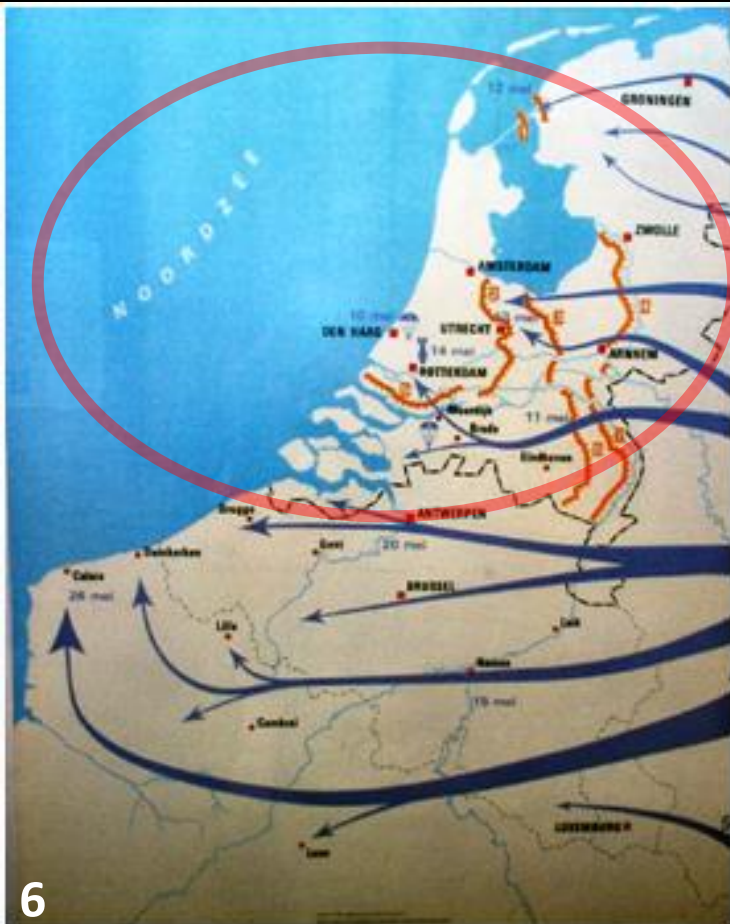 12 mei
GRONINGEN
NOORDZEE
ZWOLLE
AMSTERDAM
10 mei
DEN HAAG
UTRECHT
14 mei
ARNHEM
ROTTERDAM
Moerdijk
11 mei
Breda
Eindhoven
Brugge
ANTWERPEN
Gent
20 mei
Duinkerken
Calais
26 mei
BRUSSEL
Lille
Luik
Namen
15 mei
Cambrai
LUXEMBURG
6